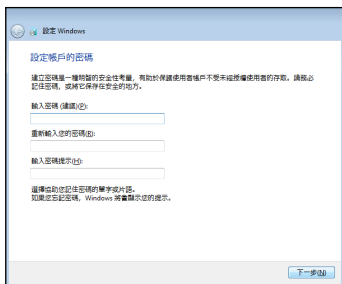 設定 Windows
設定帳戶的密碼
建立密碼是一種明智的安全性考量，有助於保護使用者帳戶不受未經授權使用者的存取。請務必
記住密碼，或將它保存在安全的地方。
輸入密碼 (建議)(P):
重新輸入您的密碼(R):
輸入密碼提示(H):
選擇協助您記住密碼的單字或片語。
如果您忘記密碼，Windows 將會顯示您的提示。
下一步(N)